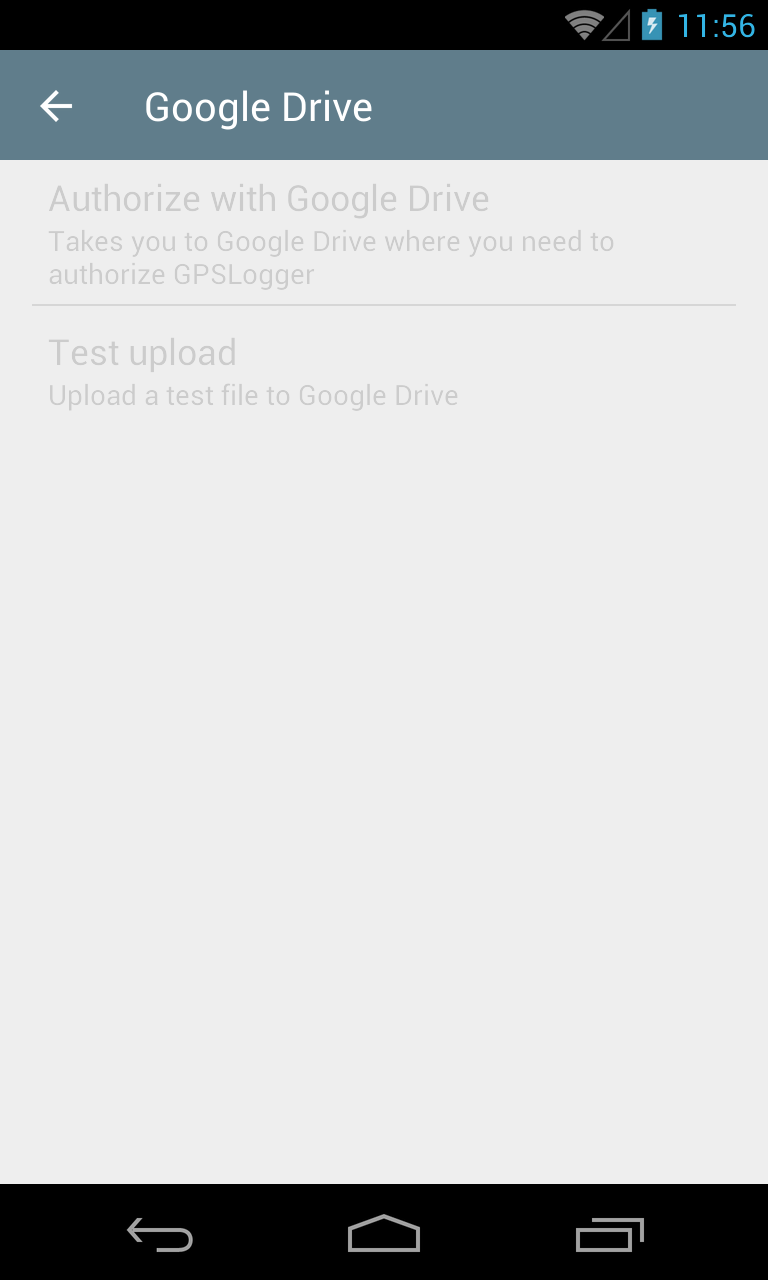 11:56
Google Drive
Authorize with Google Drive
Takes you to Google Drive where you need to
authorize GPSLogger
Test upload
Upload a test file to Google Drive